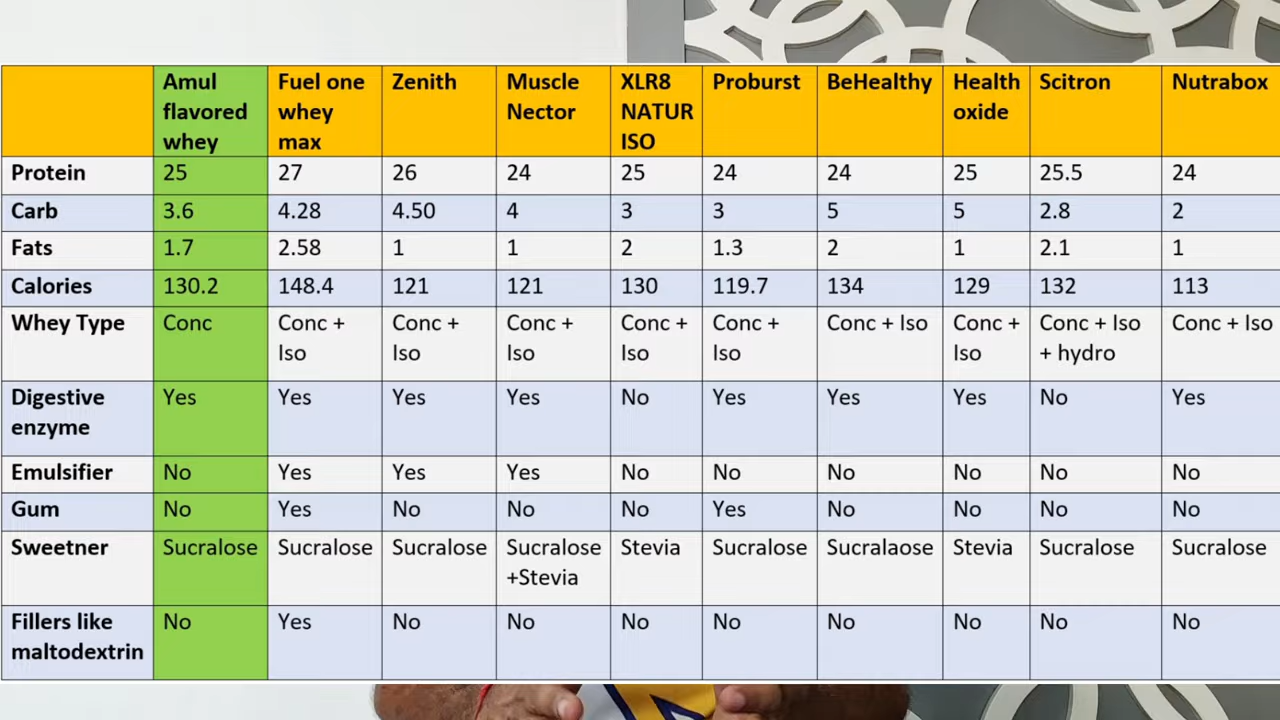 Amul flavored whey Fuel one whey max Zenith Muscle Nector XLR8 NATUR ISO Proburst BeHealthy Health oxide Scitron Nutrabox
Protein 25 27 26 24 25 24 24 25 25.5 24
Carb 3.6 4.28 4.50 4 3 3 5 5 2.8 2
Fats 1.7 2.58 1 1 2 1.3 2 1 2.1 1
Calories 130.2 148.4 121 121 130 119.7 134 129 132 113
Whey Type Conc Conc + Iso Conc + Iso Conc + Iso Conc + Iso Conc + Iso Conc + Iso Conc + Iso Conc + Iso + hydro Conc + Iso
Digestive enzyme Yes Yes Yes Yes No Yes Yes Yes No Yes
Emulsifier No Yes Yes Yes No No No No No No
Gum No Yes No No No Yes No No No No
Sweetner Sucralose Sucralose Sucralose Sucralose +Stevia Stevia Sucralose Sucralaose Stevia Sucralose Sucralose
Fillers like maltodextrin No Yes No No No No No No No No